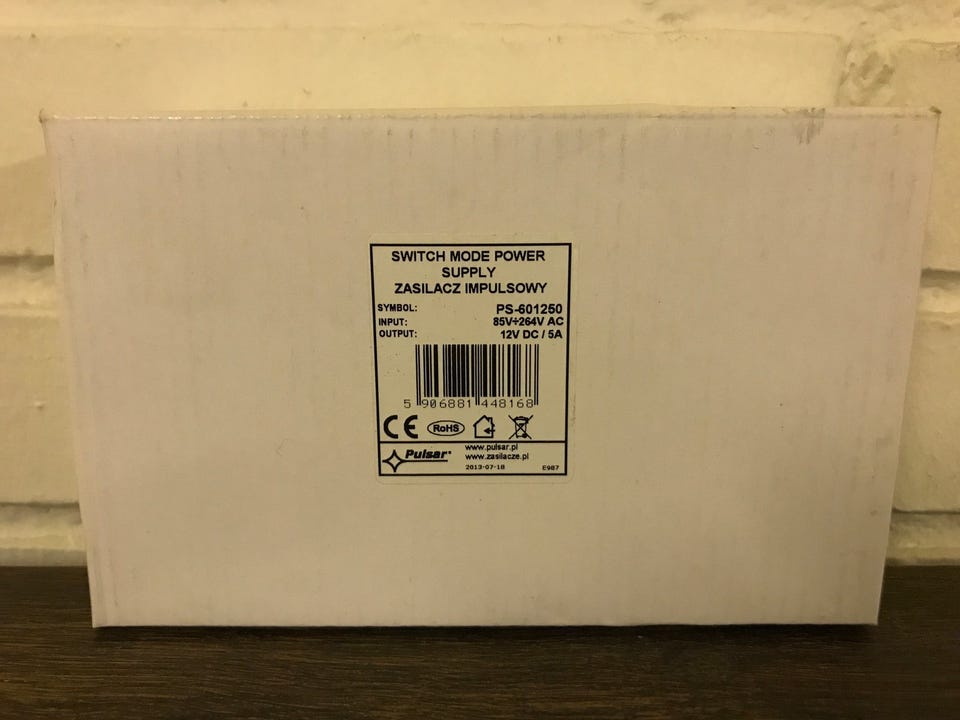 SWITCH MODE POWER
SUPPLY
ZASILACZ IMPULSOWY
SYMBOL: PS-601250
INPUT: 85V÷264V AC
OUTPUT: 12V DC / 5A
5 906881 448168
CE RoHS
Pulsar® www.pulsar.pl
www.zasilacze.pl
2013-07-18 E987